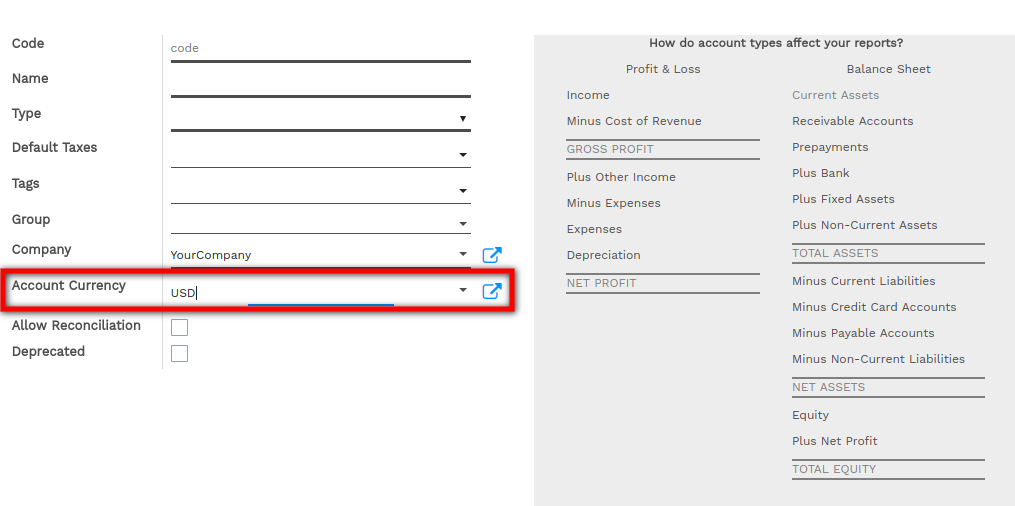 Code
code
Name
Type
Default Taxes
Tags
Group
Company
YourCompany
Account Currency
USD
Allow Reconciliation
Deprecated
How do account types affect your reports?
Profit & Loss
Income
Minus Cost of Revenue
GROSS PROFIT
Plus Other Income
Minus Expenses
Expenses
Depreciation
NET PROFIT
Balance Sheet
Current Assets
Receivable Accounts
Prepayments
Plus Bank
Plus Fixed Assets
Plus Non-Current Assets
TOTAL ASSETS
Minus Current Liabilities
Minus Credit Card Accounts
Minus Payable Accounts
Minus Non-Current Liabilities
NET ASSETS
Equity
Plus Net Profit
TOTAL EQUITY